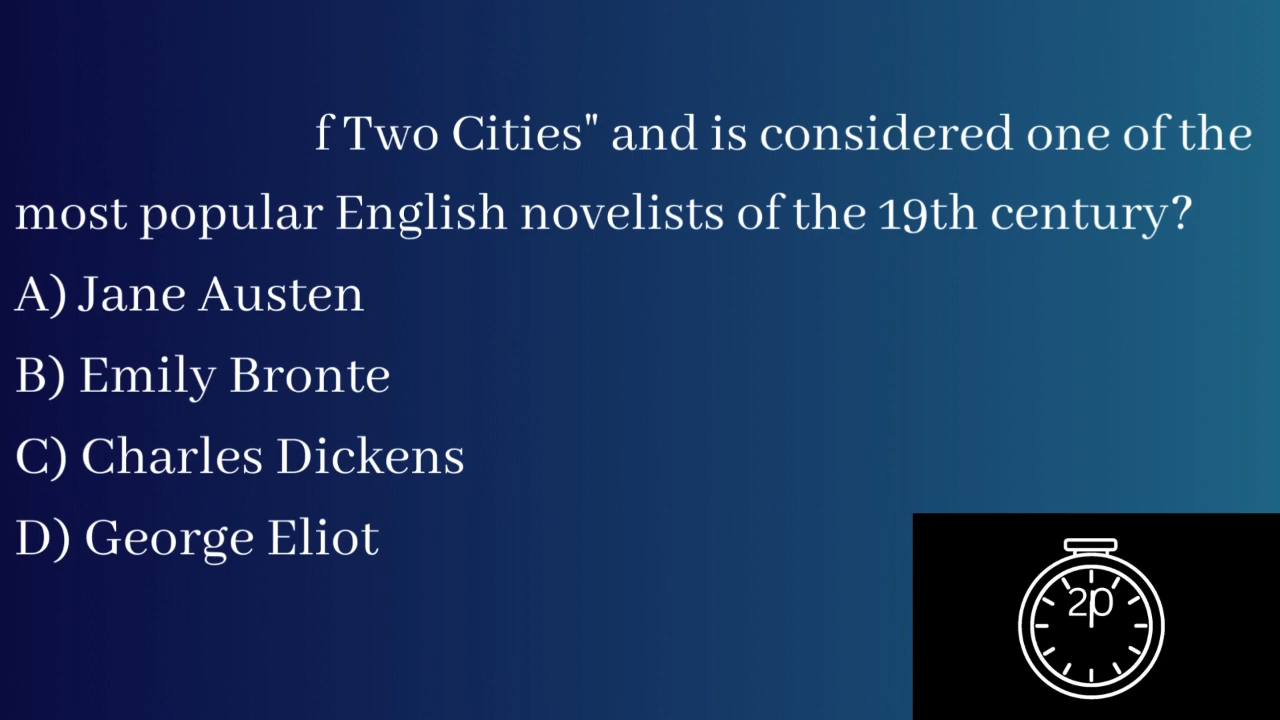 f Two Cities" and is considered one of the
most popular English novelists of the 19th century?
A) Jane Austen
B) Emily Bronte
C) Charles Dickens
D) George Eliot
20